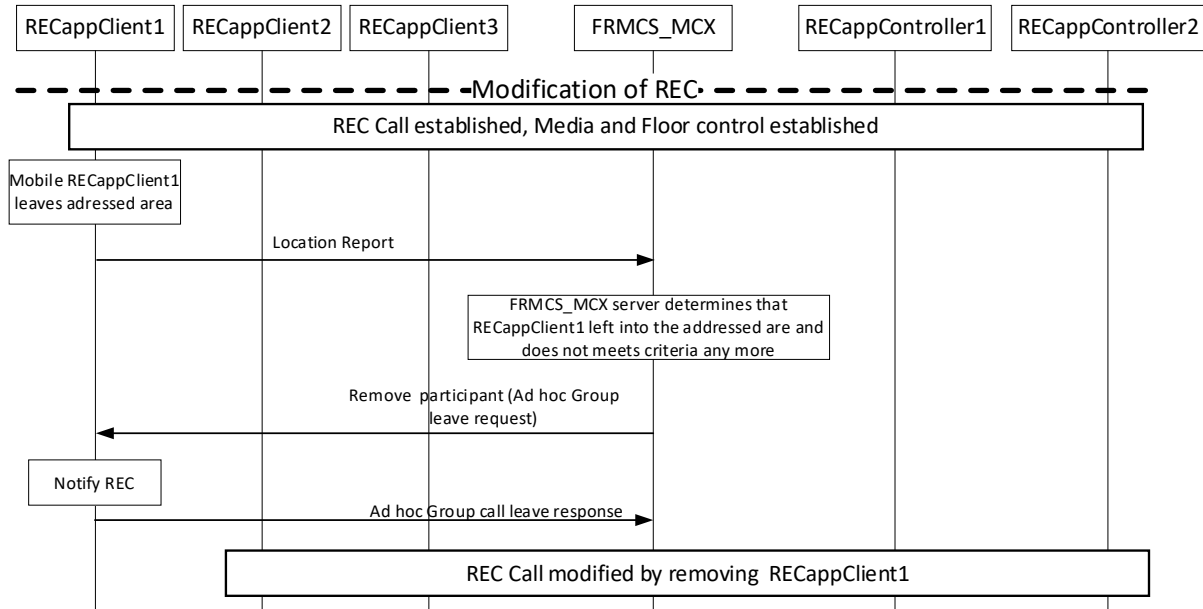 RECappClient1
RECappClient2
RECappClient3
FRMCS_MCX
RECappController1
RECappController2
Modification of REC
REC Call established, Media and Floor control established
Mobile RECappClient1
leaves adressed area
Location Report
FRMCS_MCX server determines that
RECappClient1 left into the addressed are and
does not meets criteria any more
Remove participant (Ad hoc Group
leave request)
Notify REC
Ad hoc Group call leave response
REC Call modified by removing RECappClient1